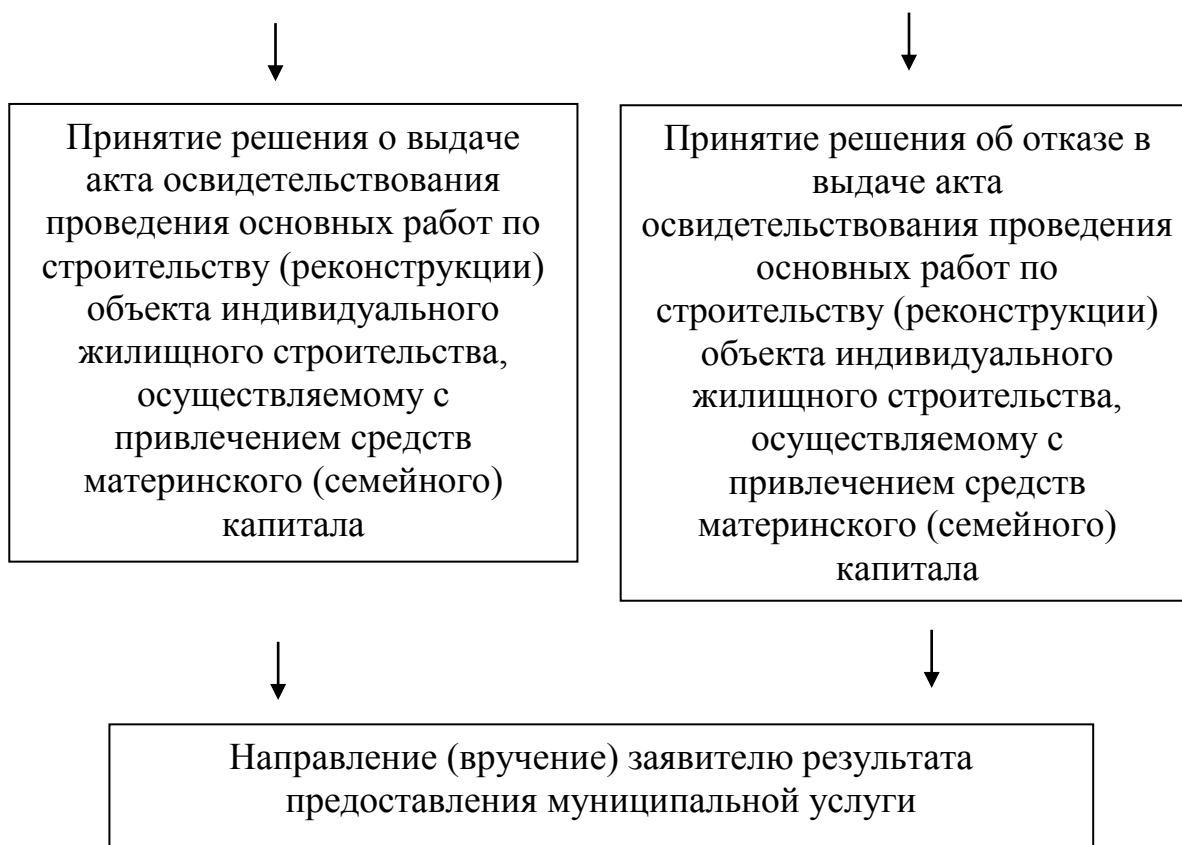 Принятие решения о выдаче
акта освидетельствования
проведения основных работ по
строительству (реконструкции)
объекта индивидуального
жилищного строительства,
осуществляемому с
привлечением средств
материнского (семейного)
капитала
Принятие решения об отказе в
выдаче акта
освидетельствования проведения
основных работ по
строительству (реконструкции)
объекта индивидуального
жилищного строительства,
осуществляемому с
привлечением средств
материнского (семейного)
капитала
Направление (вручение) заявителю результата
предоставления муниципальной услуги